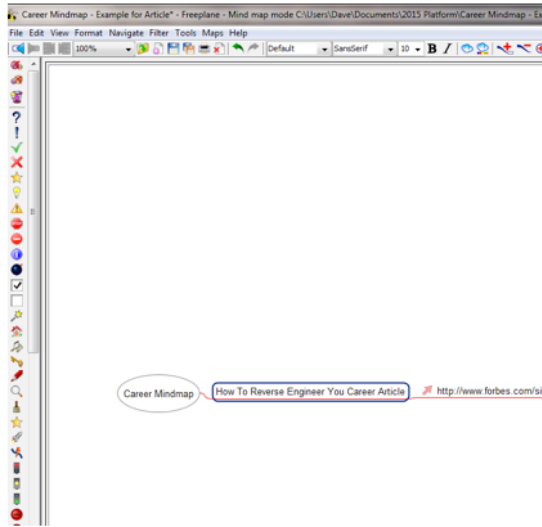 Career Mindmap - Example for Article* - Freeplane - Mind map mode C:\Users\Dave\Documents\2015 Platform\Career Mindmap - Ex
File Edit View Format Navigate Filter Tools Maps Help
100% Default SansSerif 10 B I
Career Mindmap How To Reverse Engineer You Career Article http://www.forbes.com/si